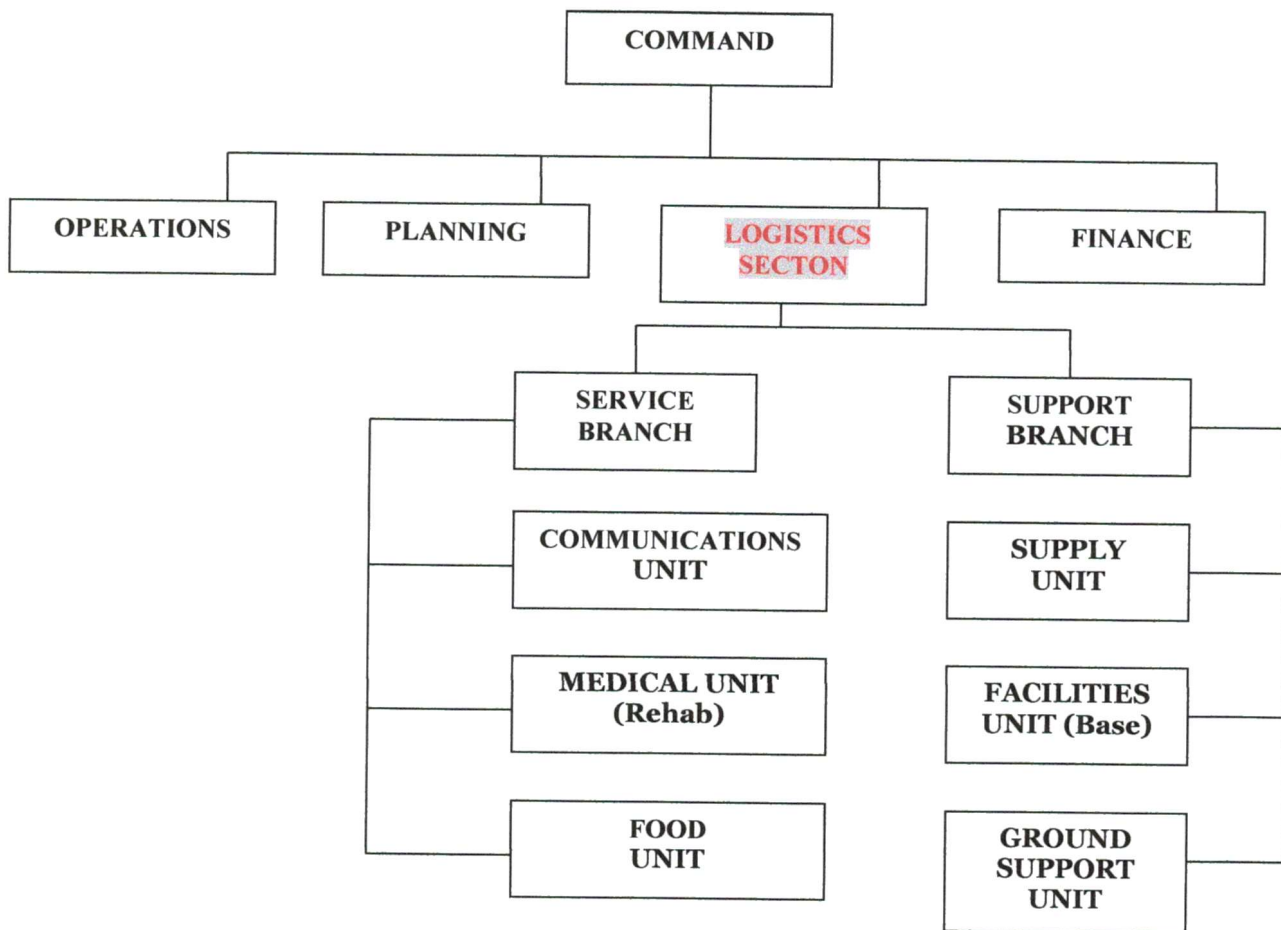 COMMAND
OPERATIONS
PLANNING
LOGISTICS
SECTON
FINANCE
SERVICE
BRANCH
SUPPORT
BRANCH
COMMUNICATIONS
UNIT
SUPPLY
UNIT
MEDICAL UNIT
(Rehab)
FACILITIES
UNIT (Base)
FOOD
UNIT
GROUND
SUPPORT
UNIT